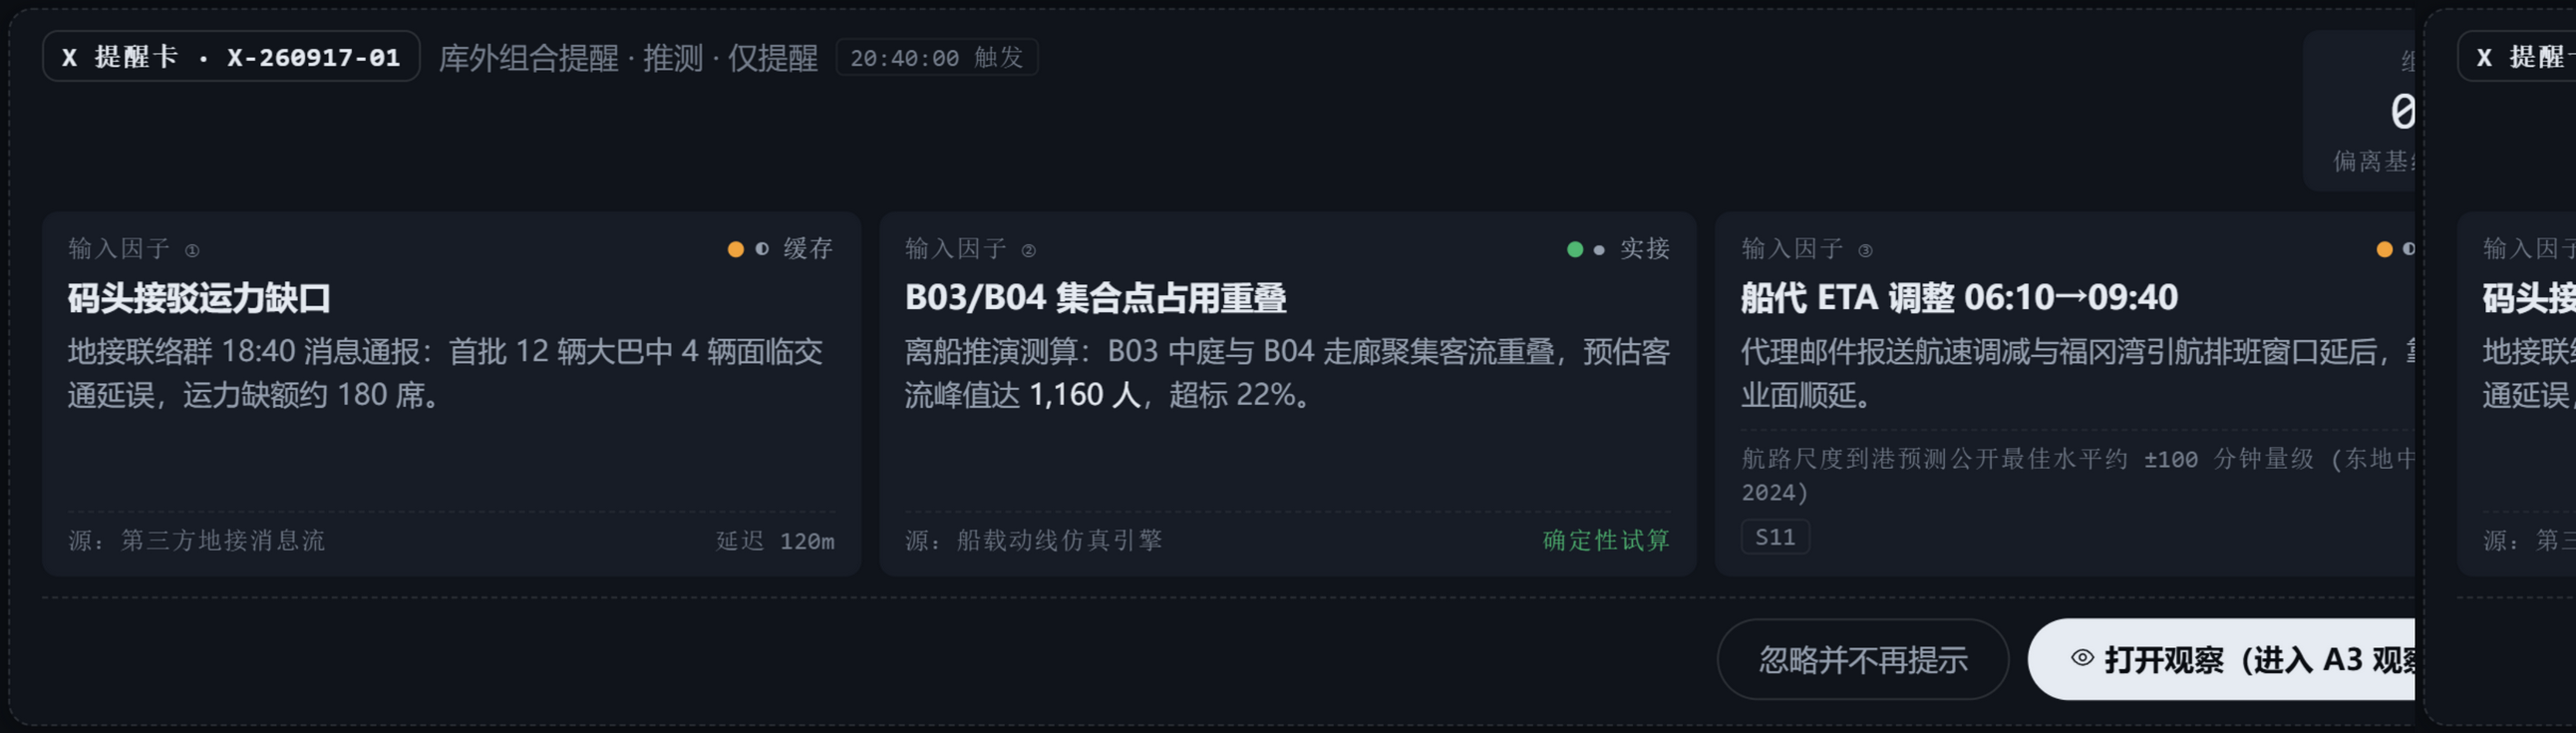 X 提醒卡 · X-260917-01
库外组合提醒 · 推测 · 仅提醒
20:40:00 触发
0
偏离基
输入因子 ①
缓存
码头接驳运力缺口
地接联络群 18:40 消息通报：首批 12 辆大巴中 4 辆面临交
通延误，运力缺额约 180 席。
源：第三方地接消息流
延迟 120m
输入因子 ②
实接
B03/B04 集合点占用重叠
离船推演测算：B03 中庭与 B04 走廊聚集客流重叠，预估客
流峰值达 1,160 人，超标 22%。
源：船载动线仿真引擎
确定性试算
输入因子 ③
船代 ETA 调整 06:10→09:40
代理邮件报送航速调减与福冈湾引航排班窗口延后，
业面顺延。
航路尺度到港预测公开最佳水平约 ±100 分钟量级 (东地中
2024)
S11
忽略并不再提示
打开观察（进入 A3 观察
X 提醒
输入因子
码头接
地接联
通延误，
源：第三